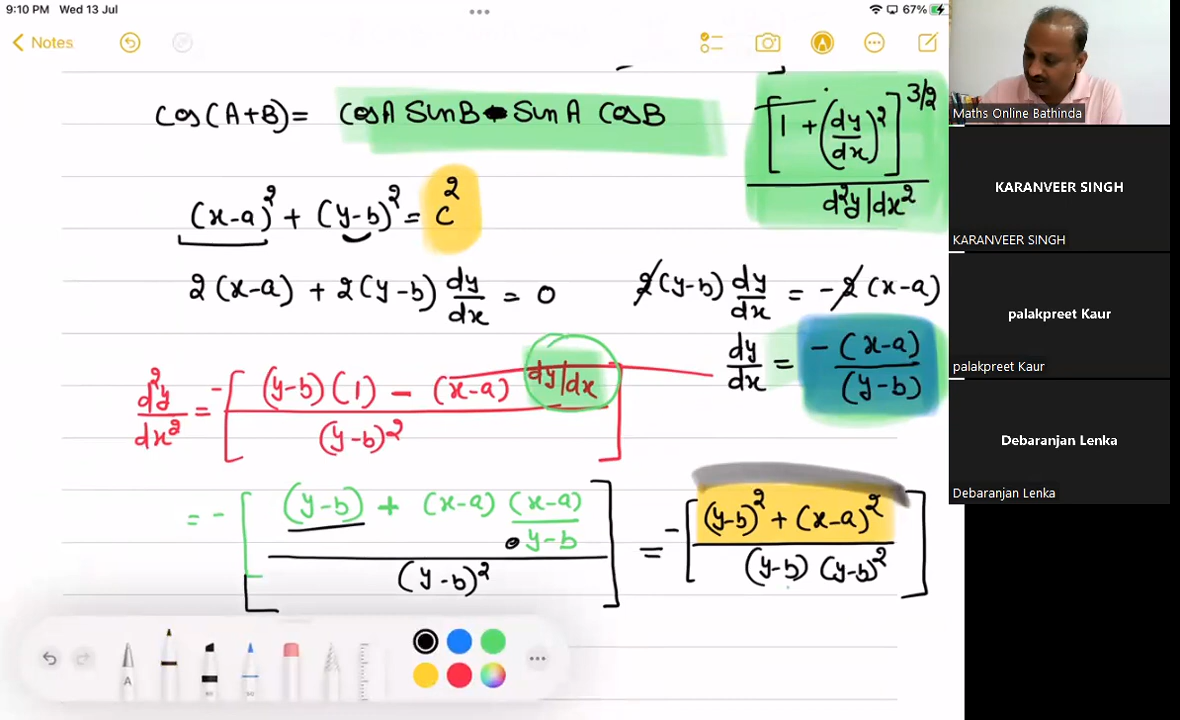 9:10 PM Wed 13 Jul
67%
Notes
cos(A+B)= cosA SinB SinA cosB
[1 + (dy/dx)²]^3/2 / d²y|dx²
(x-a)² + (y-b)² = c²
2(x-a) + 2(y-b) dy/dx = 0
2(y-b) dy/dx = -2(x-a)
dy/dx = -(x-a)/(y-b)
d²y/dx² = -[(y-b)(1) - (x-a) dy/dx / (y-b)²]
= -[(y-b) + (x-a) (x-a)/y-b / (y-b)²] = -[(y-b)² + (x-a)² / (y-b) (y-b)²]
A
Maths Online Bathinda
KARANVEER SINGH
KARANVEER SINGH
palakpreet Kaur
palakpreet Kaur
Debaranjan Lenka
Debaranjan Lenka